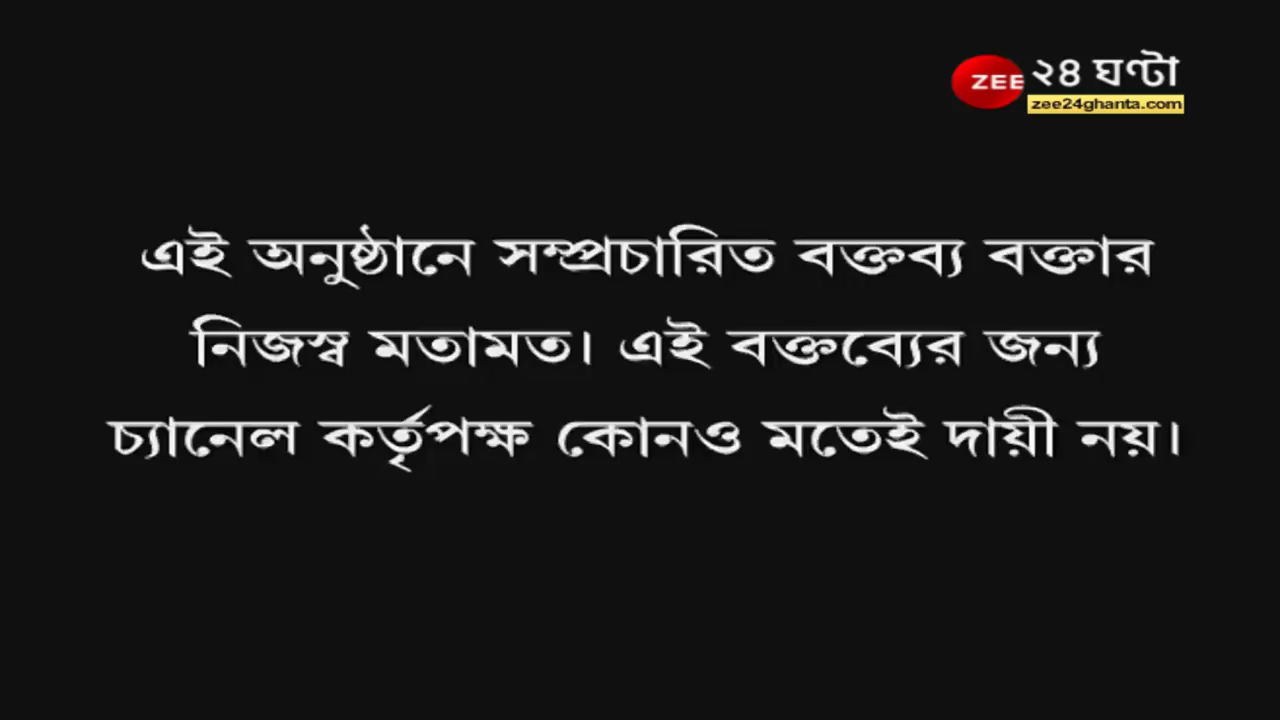 ZEE ২৪ ঘণ্টা
zee24ghanta.com
এই অনুষ্ঠানে সম্প্রচারিত বক্তব্য বক্তার
নিজস্ব মতামত। এই বক্তব্যের জন্য
চ্যানেল কর্তৃপক্ষ কোনও মতেই দায়ী নয়।